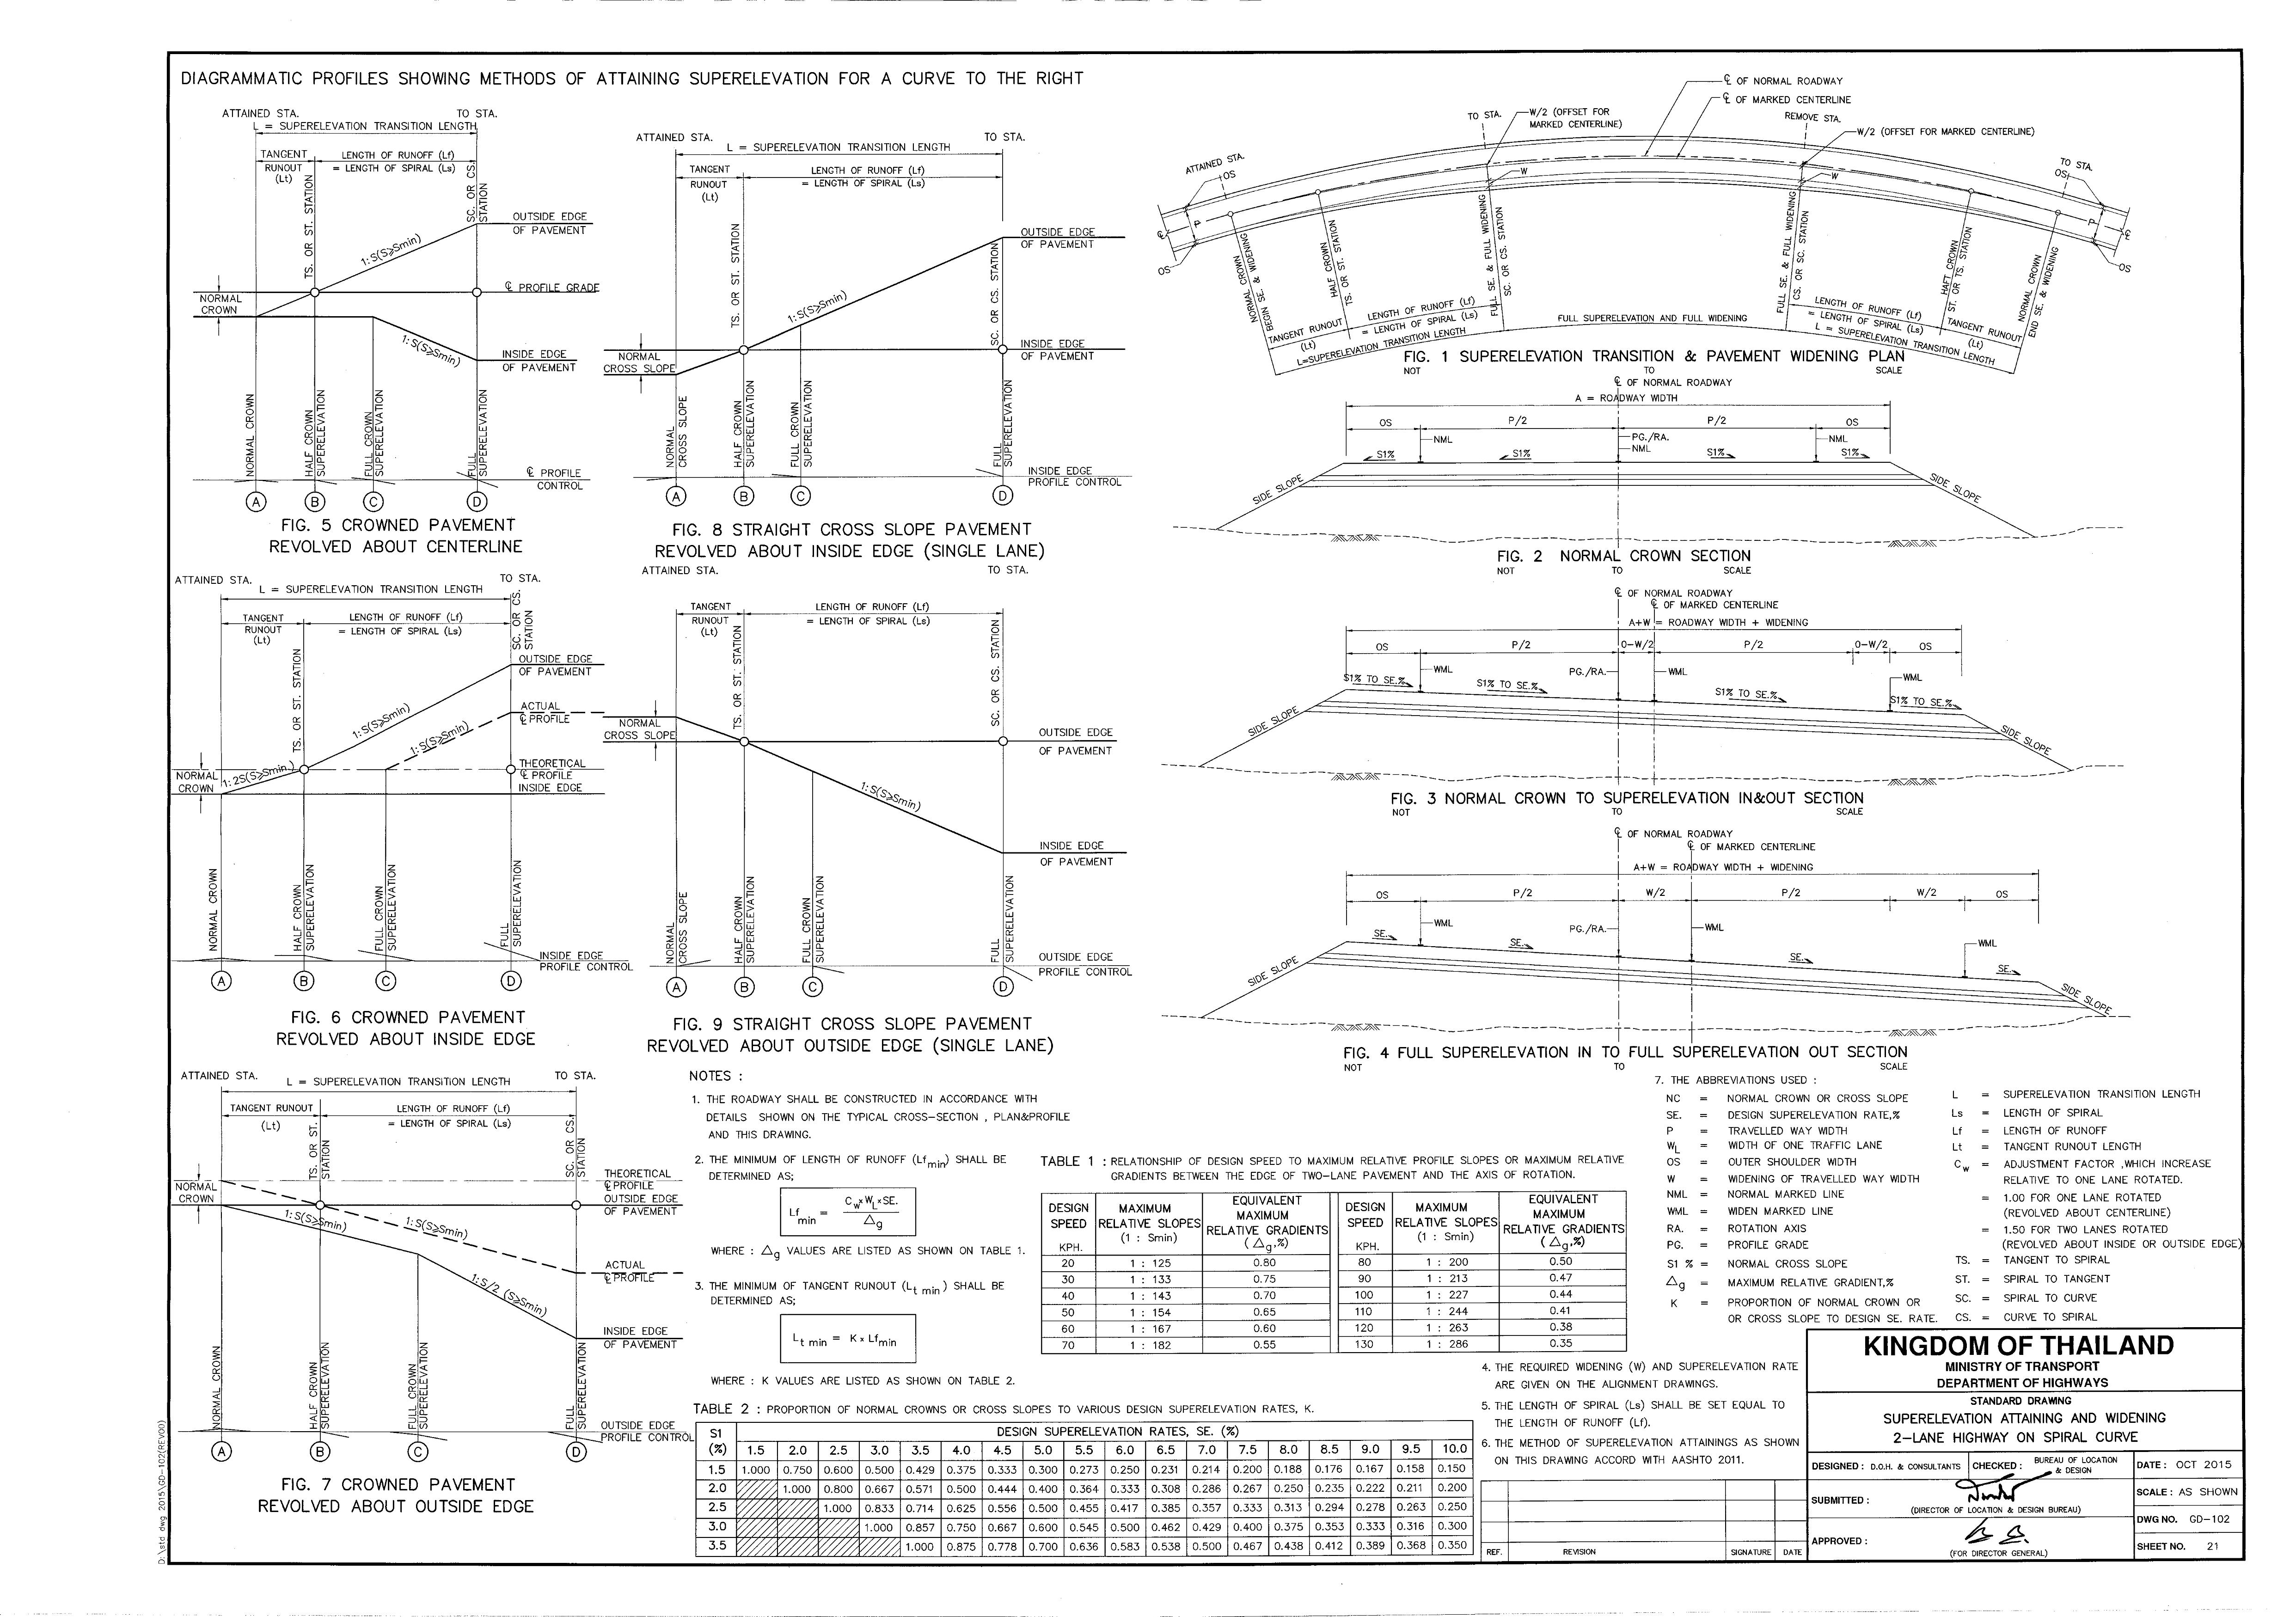 DIAGRAMMATIC PROFILES SHOWING METHODS OF ATTAINING SUPERELEVATION FOR A CURVE TO THE RIGHT
ATTAINED STA.
TO STA.
L = SUPERELEVATION TRANSITION LENGTH
TANGENT
RUNOUT
(Lt)
LENGTH OF RUNOFF (Lf)
= LENGTH OF SPIRAL (Ls)
TS. OR ST. STATION
SC. OR CS.
STATION
1:S(S⩾Smin)
OUTSIDE EDGE
OF PAVEMENT
NORMAL
CROWN
℄ PROFILE GRADE
1:S(S⩾Smin)
INSIDE EDGE
OF PAVEMENT
NORMAL CROWN
HALF CROWN
SUPERELEVATION
FULL CROWN
SUPERELEVATION
FULL
SUPERELEVATION
℄ PROFILE
CONTROL
A
B
C
D
FIG. 5 CROWNED PAVEMENT
REVOLVED ABOUT CENTERLINE
ATTAINED STA.
TO STA.
L = SUPERELEVATION TRANSITION LENGTH
TANGENT
RUNOUT
(Lt)
LENGTH OF RUNOFF (Lf)
= LENGTH OF SPIRAL (Ls)
TS. OR ST. STATION
SC. OR CS. STATION
1:S(S⩾Smin)
OUTSIDE EDGE
OF PAVEMENT
INSIDE EDGE
OF PAVEMENT
NORMAL
CROSS SLOPE
NORMAL
CROSS SLOPE
HALF CROWN
SUPERELEVATION
FULL CROWN
SUPERELEVATION
FULL
SUPERELEVATION
INSIDE EDGE
PROFILE CONTROL
A
B
C
D
FIG. 8 STRAIGHT CROSS SLOPE PAVEMENT
REVOLVED ABOUT INSIDE EDGE (SINGLE LANE)
ATTAINED STA.
TO STA.
L = SUPERELEVATION TRANSITION LENGTH
TANGENT
RUNOUT
(Lt)
LENGTH OF RUNOFF (Lf)
= LENGTH OF SPIRAL (Ls)
TS. OR ST. STATION
SC. OR CS.
STATION
OUTSIDE EDGE
OF PAVEMENT
1:S(S⩾Smin)
ACTUAL
℄ PROFILE
1:S(S⩾Smin)
1:2S(S⩾Smin.)
THEORETICAL
℄ PROFILE
INSIDE EDGE
NORMAL
CROWN
NORMAL CROWN
HALF CROWN
SUPERELEVATION
FULL CROWN
SUPERELEVATION
FULL
SUPERELEVATION
INSIDE EDGE
PROFILE CONTROL
A
B
C
D
FIG. 6 CROWNED PAVEMENT
REVOLVED ABOUT INSIDE EDGE
ATTAINED STA.
TO STA.
TANGENT
RUNOUT
(Lt)
LENGTH OF RUNOFF (Lf)
= LENGTH OF SPIRAL (Ls)
TS. OR ST. STATION
SC. OR CS. STATION
NORMAL
CROSS SLOPE
OUTSIDE EDGE
OF PAVEMENT
1:S(S⩾Smin)
INSIDE EDGE
OF PAVEMENT
NORMAL
CROSS SLOPE
HALF CROWN
SUPERELEVATION
FULL CROWN
SUPERELEVATION
FULL
SUPERELEVATION
OUTSIDE EDGE
PROFILE CONTROL
A
B
C
D
FIG. 9 STRAIGHT CROSS SLOPE PAVEMENT
REVOLVED ABOUT OUTSIDE EDGE (SINGLE LANE)
ATTAINED STA.
TO STA.
L = SUPERELEVATION TRANSITION LENGTH
TANGENT RUNOUT
(Lt)
LENGTH OF RUNOFF (Lf)
= LENGTH OF SPIRAL (Ls)
TS. OR ST.
STATION
SC. OR CS.
STATION
THEORETICAL
℄ PROFILE
OUTSIDE EDGE
OF PAVEMENT
NORMAL
CROWN
1:S(S⩾Smin)
1:S(S⩾Smin)
ACTUAL
℄ PROFILE
1:S/2 (S⩾Smin)
INSIDE EDGE
OF PAVEMENT
NORMAL CROWN
HALF CROWN
SUPERELEVATION
FULL CROWN
SUPERELEVATION
FULL
SUPERELEVATION
OUTSIDE EDGE
PROFILE CONTROL
A
B
C
D
FIG. 7 CROWNED PAVEMENT
REVOLVED ABOUT OUTSIDE EDGE
D:\std dwg 2015\GD-102(REV00)
℄ OF NORMAL ROADWAY
℄ OF MARKED CENTERLINE
TO STA.
W/2 (OFFSET FOR
MARKED CENTERLINE)
REMOVE STA.
W/2 (OFFSET FOR MARKED CENTERLINE)
ATTAINED STA.
OS
TO STA.
OS
W
W
P
P
℄
℄
OS
OS
NORMAL CROWN
BEGIN SE. & WIDENING
HALF CROWN
TS. OR ST. STATION
FULL SE. & FULL WIDENING
SC. OR CS. STATION
FULL SE. & FULL WIDENING
CS. OR SC. STATION
HAFT CROWN
ST. OR TS. STATION
NORMAL CROWN
END SE. & WIDENING
TANGENT RUNOUT
(Lt)
LENGTH OF RUNOFF (Lf)
= LENGTH OF SPIRAL (Ls)
L=SUPERELEVATION TRANSITION LENGTH
FULL SUPERELEVATION AND FULL WIDENING
LENGTH OF RUNOFF (Lf)
= LENGTH OF SPIRAL (Ls)
L = SUPERELEVATION TRANSITION LENGTH
TANGENT RUNOUT
(Lt)
FIG. 1 SUPERELEVATION TRANSITION & PAVEMENT WIDENING PLAN
NOT TO SCALE
℄ OF NORMAL ROADWAY
A = ROADWAY WIDTH
OS P/2 P/2 OS
NML
PG./RA.
NML
NML
S1% S1% S1% S1%
SIDE SLOPE
SIDE SLOPE
FIG. 2 NORMAL CROWN SECTION
NOT TO SCALE
℄ OF NORMAL ROADWAY
℄ OF MARKED CENTERLINE
A+W = ROADWAY WIDTH + WIDENING
OS P/2 0-W/2 P/2 0-W/2 OS
WML
PG./RA.
WML
WML
S1% TO SE.% S1% TO SE.% S1% TO SE.% S1% TO SE.%
SIDE SLOPE
SIDE SLOPE
FIG. 3 NORMAL CROWN TO SUPERELEVATION IN&OUT SECTION
NOT TO SCALE
℄ OF NORMAL ROADWAY
℄ OF MARKED CENTERLINE
A+W = ROADWAY WIDTH + WIDENING
OS P/2 W/2 P/2 W/2 OS
WML
PG./RA.
WML
WML
SE. SE. SE. SE.
SIDE SLOPE
SIDE SLOPE
FIG. 4 FULL SUPERELEVATION IN TO FULL SUPERELEVATION OUT SECTION
NOT TO SCALE
NOTES :
1. THE ROADWAY SHALL BE CONSTRUCTED IN ACCORDANCE WITH
DETAILS SHOWN ON THE TYPICAL CROSS-SECTION , PLAN&PROFILE
AND THIS DRAWING.
2. THE MINIMUM OF LENGTH OF RUNOFF (Lf min) SHALL BE
DETERMINED AS;
Lf min = Cw x WL x SE. / △g
WHERE : △g VALUES ARE LISTED AS SHOWN ON TABLE 1.
3. THE MINIMUM OF TANGENT RUNOUT (Lt min ) SHALL BE
DETERMINED AS;
Lt min = K x Lf min
WHERE : K VALUES ARE LISTED AS SHOWN ON TABLE 2.
TABLE 1 : RELATIONSHIP OF DESIGN SPEED TO MAXIMUM RELATIVE PROFILE SLOPES OR MAXIMUM RELATIVE
GRADIENTS BETWEEN THE EDGE OF TWO-LANE PAVEMENT AND THE AXIS OF ROTATION.
DESIGN SPEED KPH. MAXIMUM RELATIVE SLOPES (1 : Smin) EQUIVALENT MAXIMUM RELATIVE GRADIENTS (△g,%) DESIGN SPEED KPH. MAXIMUM RELATIVE SLOPES (1 : Smin) EQUIVALENT MAXIMUM RELATIVE GRADIENTS (△g,%)
20 1 : 125 0.80 80 1 : 200 0.50
30 1 : 133 0.75 90 1 : 213 0.47
40 1 : 143 0.70 100 1 : 227 0.44
50 1 : 154 0.65 110 1 : 244 0.41
60 1 : 167 0.60 120 1 : 263 0.38
70 1 : 182 0.55 130 1 : 286 0.35
TABLE 2 : PROPORTION OF NORMAL CROWNS OR CROSS SLOPES TO VARIOUS DESIGN SUPERELEVATION RATES, K.
S1 (%) DESIGN SUPERELEVATION RATES, SE. (%)
1.5 2.0 2.5 3.0 3.5 4.0 4.5 5.0 5.5 6.0 6.5 7.0 7.5 8.0 8.5 9.0 9.5 10.0
1.5 1.000 0.750 0.600 0.500 0.429 0.375 0.333 0.300 0.273 0.250 0.231 0.214 0.200 0.188 0.176 0.167 0.158 0.150
2.0 1.000 0.800 0.667 0.571 0.500 0.444 0.400 0.364 0.333 0.308 0.286 0.267 0.250 0.235 0.222 0.211 0.200
2.5 1.000 0.833 0.714 0.625 0.556 0.500 0.455 0.417 0.385 0.357 0.333 0.313 0.294 0.278 0.263 0.250
3.0 1.000 0.857 0.750 0.667 0.600 0.545 0.500 0.462 0.429 0.400 0.375 0.353 0.333 0.316 0.300
3.5 1.000 0.875 0.778 0.700 0.636 0.583 0.538 0.500 0.467 0.438 0.412 0.389 0.368 0.350
4. THE REQUIRED WIDENING (W) AND SUPERELEVATION RATE
ARE GIVEN ON THE ALIGNMENT DRAWINGS.
5. THE LENGTH OF SPIRAL (Ls) SHALL BE SET EQUAL TO
THE LENGTH OF RUNOFF (Lf).
6. THE METHOD OF SUPERELEVATION ATTAININGS AS SHOWN
ON THIS DRAWING ACCORD WITH AASHTO 2011.
7. THE ABBREVIATIONS USED :
NC = NORMAL CROWN OR CROSS SLOPE
SE. = DESIGN SUPERELEVATION RATE,%
P = TRAVELLED WAY WIDTH
WL = WIDTH OF ONE TRAFFIC LANE
OS = OUTER SHOULDER WIDTH
W = WIDENING OF TRAVELLED WAY WIDTH
NML = NORMAL MARKED LINE
WML = WIDEN MARKED LINE
RA. = ROTATION AXIS
PG. = PROFILE GRADE
S1 % = NORMAL CROSS SLOPE
△g = MAXIMUM RELATIVE GRADIENT,%
K = PROPORTION OF NORMAL CROWN OR
OR CROSS SLOPE TO DESIGN SE. RATE.
L = SUPERELEVATION TRANSITION LENGTH
Ls = LENGTH OF SPIRAL
Lf = LENGTH OF RUNOFF
Lt = TANGENT RUNOUT LENGTH
Cw = ADJUSTMENT FACTOR ,WHICH INCREASE
RELATIVE TO ONE LANE ROTATED.
= 1.00 FOR ONE LANE ROTATED
(REVOLVED ABOUT CENTERLINE)
= 1.50 FOR TWO LANES ROTATED
(REVOLVED ABOUT INSIDE OR OUTSIDE EDGE)
TS. = TANGENT TO SPIRAL
ST. = SPIRAL TO TANGENT
SC. = SPIRAL TO CURVE
CS. = CURVE TO SPIRAL
REF. REVISION SIGNATURE DATE
KINGDOM OF THAILAND
MINISTRY OF TRANSPORT
DEPARTMENT OF HIGHWAYS
STANDARD DRAWING
SUPERELEVATION ATTAINING AND WIDENING
2-LANE HIGHWAY ON SPIRAL CURVE
DESIGNED : D.O.H. & CONSULTANTS
CHECKED : BUREAU OF LOCATION & DESIGN
DATE : OCT 2015
SUBMITTED :
(DIRECTOR OF LOCATION & DESIGN BUREAU)
SCALE : AS SHOWN
DWG NO. GD-102
APPROVED :
(FOR DIRECTOR GENERAL)
SHEET NO. 21